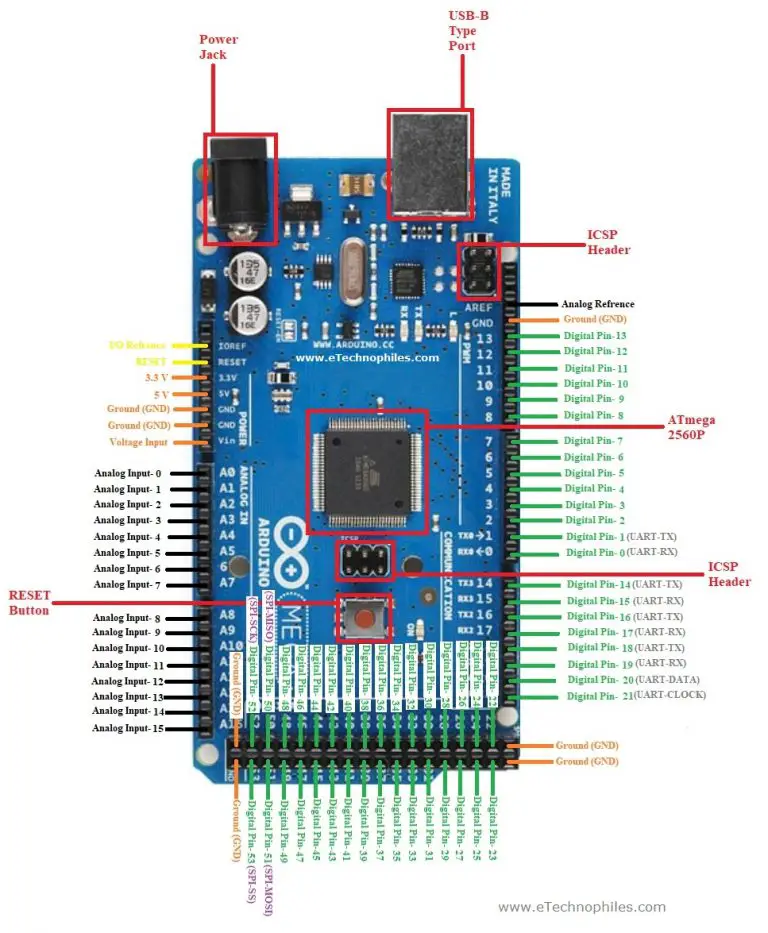 Power
Jack
USB-B
Type
Port
MADE
IN ITALY
ICSP
Header
AREF
Analog Refrence
GND
Ground (GND)
RX
TX
L
RESET-EN
WWW.ARDUINO.CC
www.eTechnophiles.com
PWM
13
Digital Pin-13
12
Digital Pin-12
11
Digital Pin-11
10
Digital Pin-10
9
Digital Pin- 9
8
Digital Pin- 8
7
Digital Pin-7
6
Digital Pin- 6
5
Digital Pin- 5
4
Digital Pin- 4
3
Digital Pin- 3
2
Digital Pin- 2
TX0→1
Digital Pin- 1 (UART-TX)
RX0←0
Digital Pin- 0 (UART-RX)
I/O Refrance
IOREF
RESET
RESET
3.3 V
3.3V
5 V
5V
Ground (GND)
GND
Ground (GND)
GND
Voltage Input
Vin
POWER
ATmega
2560P
Analog Input- 0
A0
Analog Input- 1
A1
Analog Input- 2
A2
Analog Input- 3
A3
Analog Input- 4
A4
Analog Input- 5
A5
Analog Input- 6
6
Analog Input- 7
A7
ANALOG IN
ARDUINO
ICSP
COMMUNICATION
ICSP
Header
RESET
Button
TX3 14
Digital Pin-14 (UART-TX)
RX3 15
Digital Pin- 15 (UART-RX)
TX2 16
Digital Pin- 16 (UART-TX)
RX2 17
Digital Pin- 17 (UART-RX)
Digital Pin- 18 (UART-TX)
Digital Pin- 19 (UART-RX)
Digital Pin- 20 (UART-DATA)
Digital Pin- 21 (UART-CLOCK)
ON
Analog Input- 8
A8
Analog Input- 9
A9
Analog Input- 10
A10
Analog Input- 11
Analog Input- 12
Analog Input- 13
Analog Input- 14
Analog Input- 15
ME
Ground (GND)
Digital Pin- 52 (SPI-SCK)
Digital Pin- 50 (SPI-MISO)
Digital Pin- 48
Digital Pin- 46
Digital Pin- 44
Digital Pin- 42
Digital Pin- 40
Digital Pin- 38
Digital Pin- 36
Digital Pin- 34
Digital Pin- 32
Digital Pin- 30
Digital Pin- 28
Digital Pin- 26
Digital Pin- 24
Digital Pin- 22
Ground (GND)
Ground (GND)
Ground (GND)
Digital Pin- 53 (SPI-SS)
Digital Pin- 51 (SPI-MOSI)
Digital Pin-49
Digital Pin-47
Digital Pin-45
Digital Pin- 43
Digital Pin- 41
Digital Pin- 39
Digital Pin- 37
Digital Pin- 35
Digital Pin- 33
Digital Pin- 31
Digital Pin- 29
Digital Pin- 27
Digital Pin- 25
Digital Pin- 23
www.eTechnophiles.com